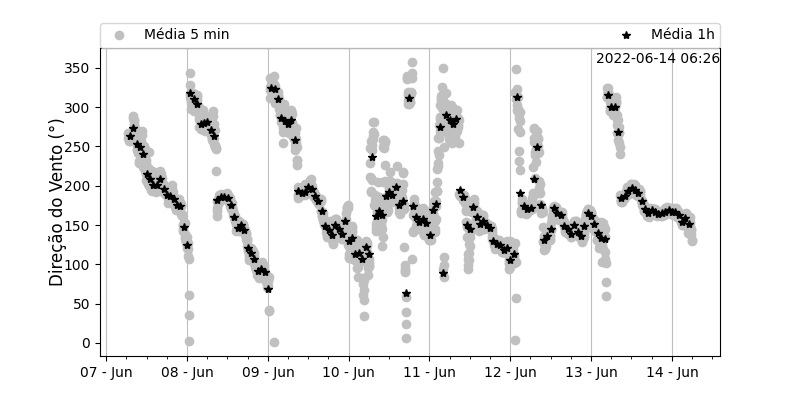 Média 5 min
Média 1h
2022-06-14 06:26
Direção do Vento (°)
350
300
250
200
150
100
50
0
07 - Jun
08 - Jun
09 - Jun
10 - Jun
11 - Jun
12 - Jun
13 - Jun
14 - Jun